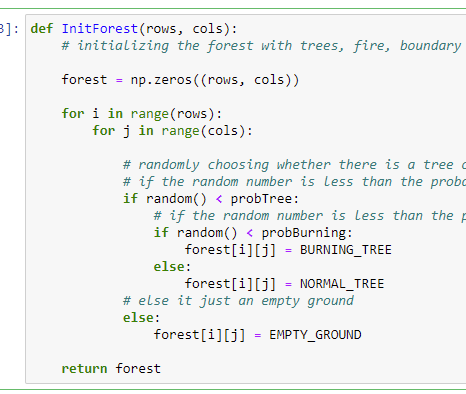 3]: def InitForest(rows, cols):
# initializing the forest with trees, fire, boundary
forest = np.zeros((rows, cols))
for i in range(rows):
for j in range(cols):
# randomly choosing whether there is a tree
# if the random number is less than the
if random() < probTree:
# if the random number is less than the
if random() < probBurning:
forest[i][j] = BURNING_TREE
else:
forest[i][j] = NORMAL_TREE
# else it just an empty ground
else:
forest[i][j] = EMPTY_GROUND
return forest